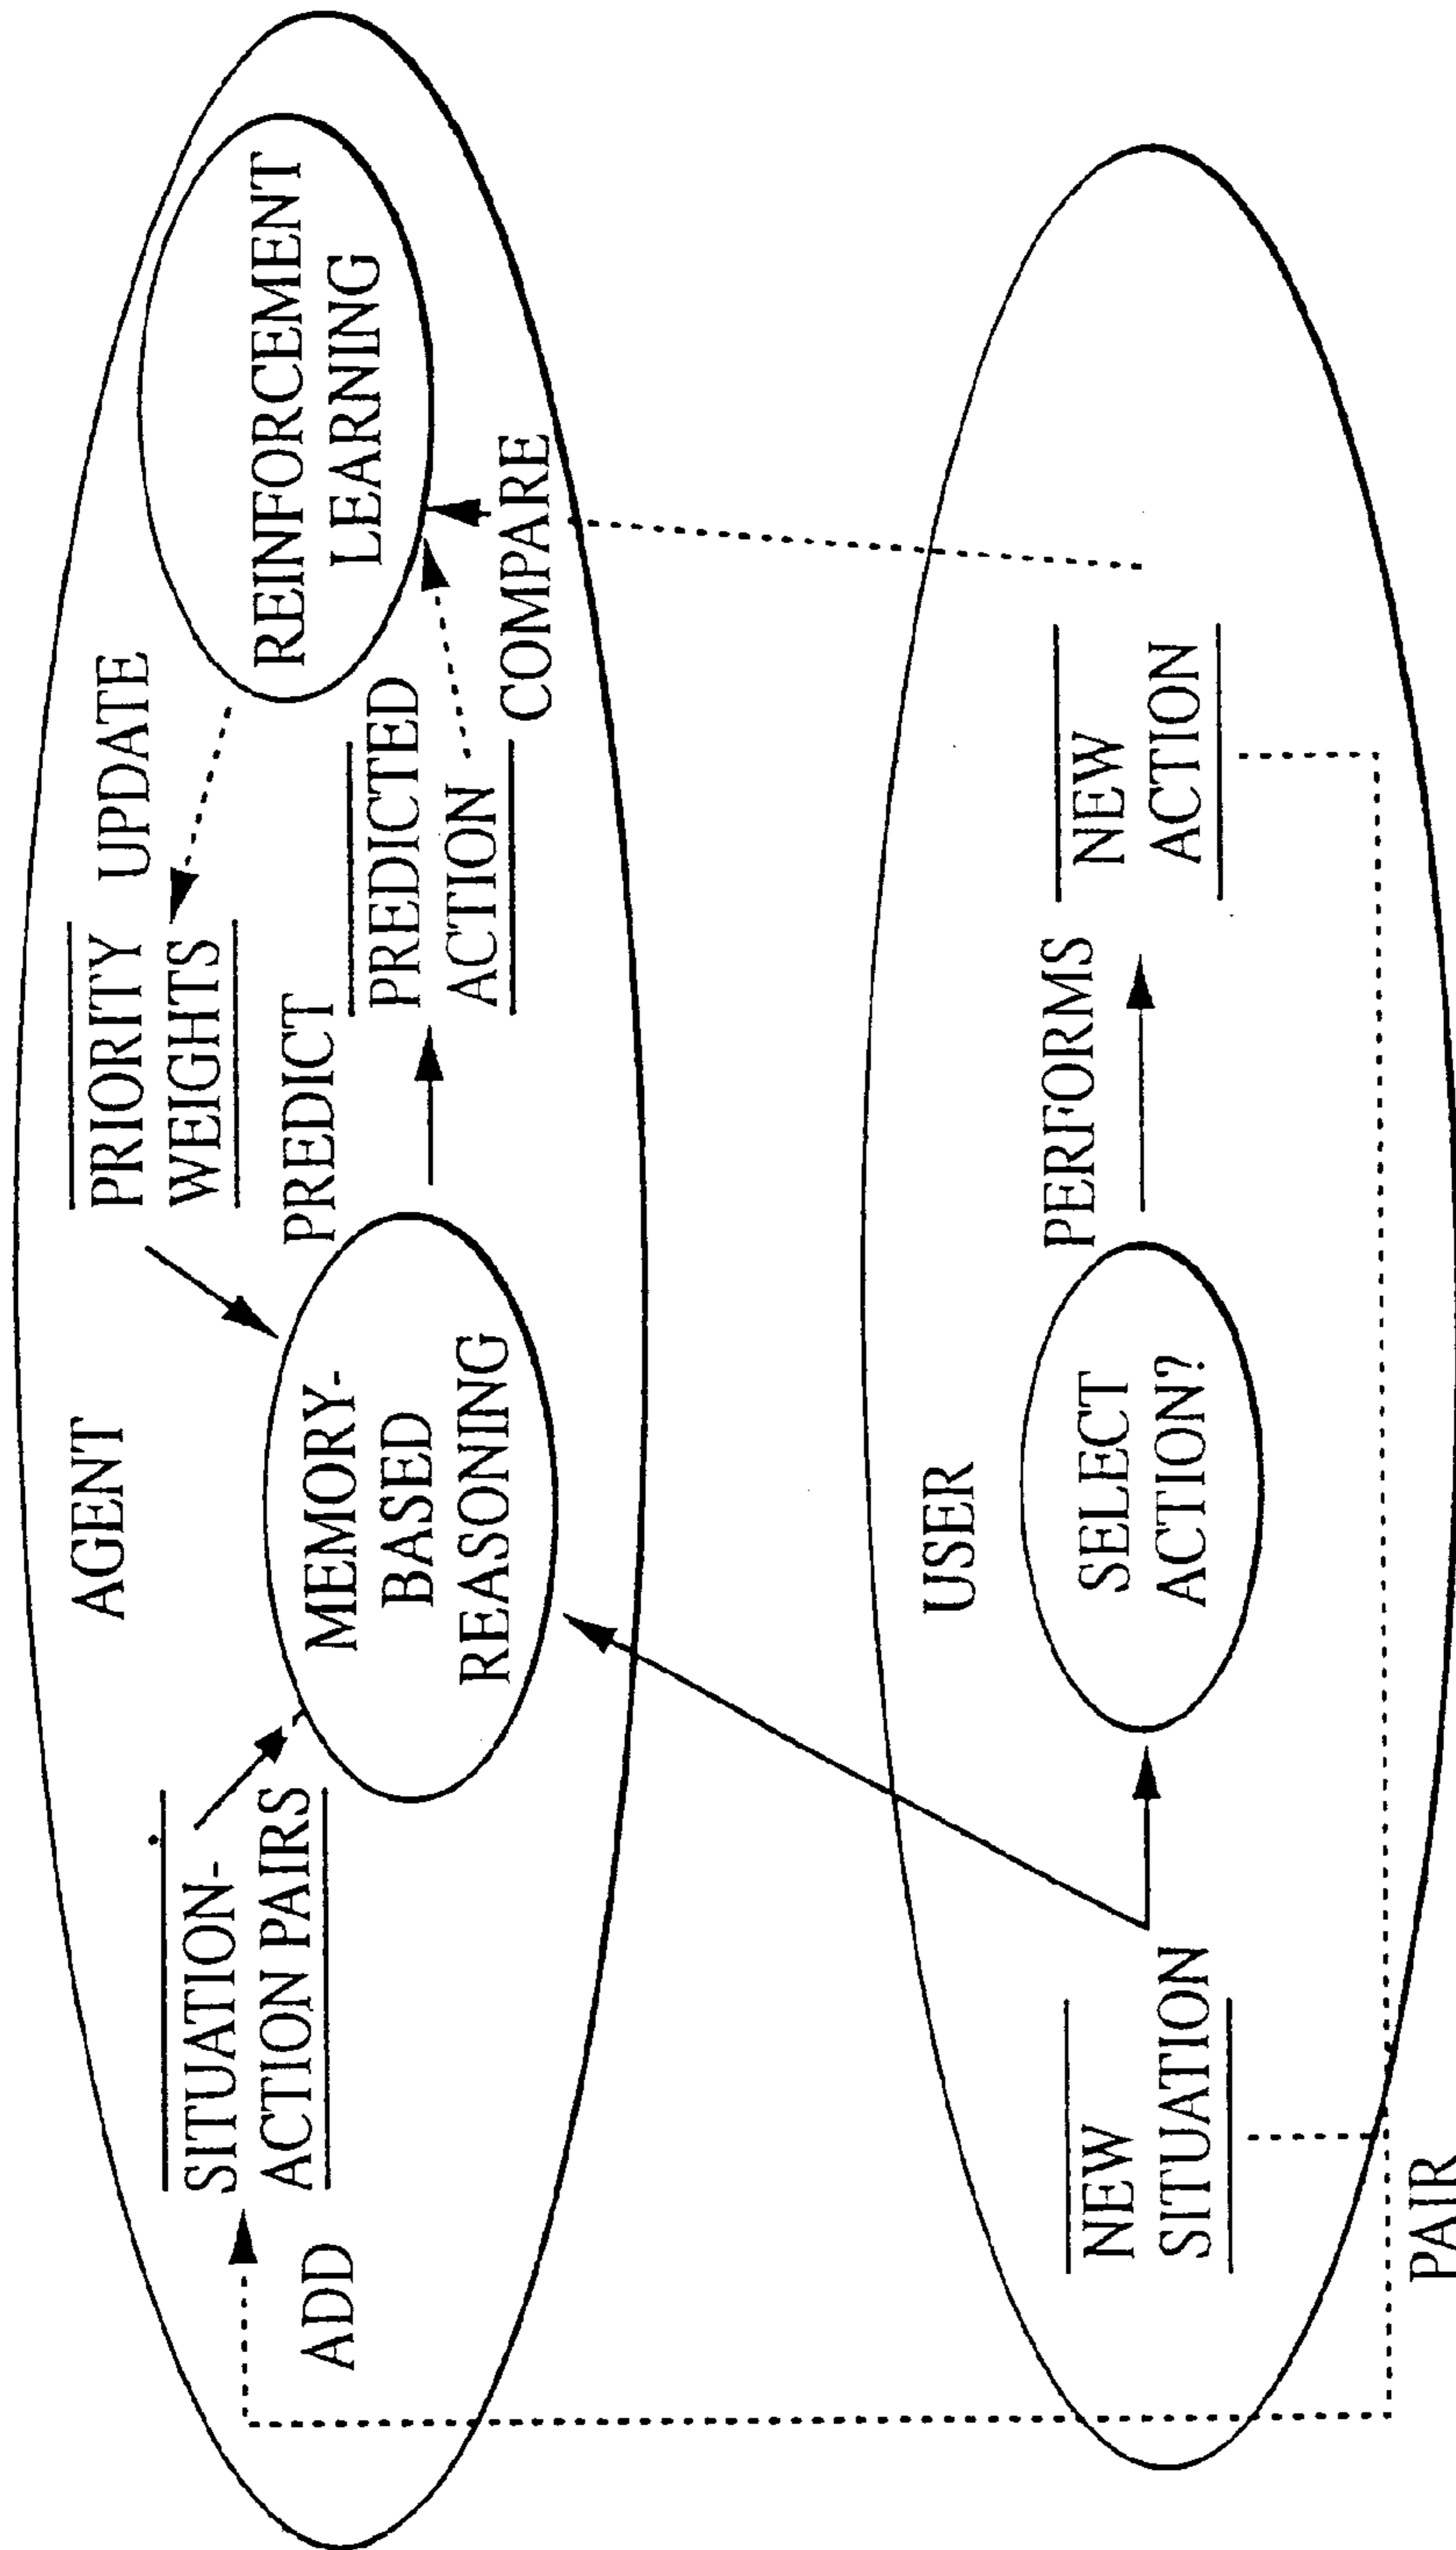 AGENT
PRIORITY
WEIGHTS
UPDATE
SITUATION-
ACTION PAIRS
ADD
MEMORY-
BASED
REASONING
PREDICT
PREDICTED
ACTION
REINFORCEMENT
LEARNING
COMPARE
USER
NEW
SITUATION
SELECT
ACTION?
PERFORMS
NEW
ACTION
PAIR